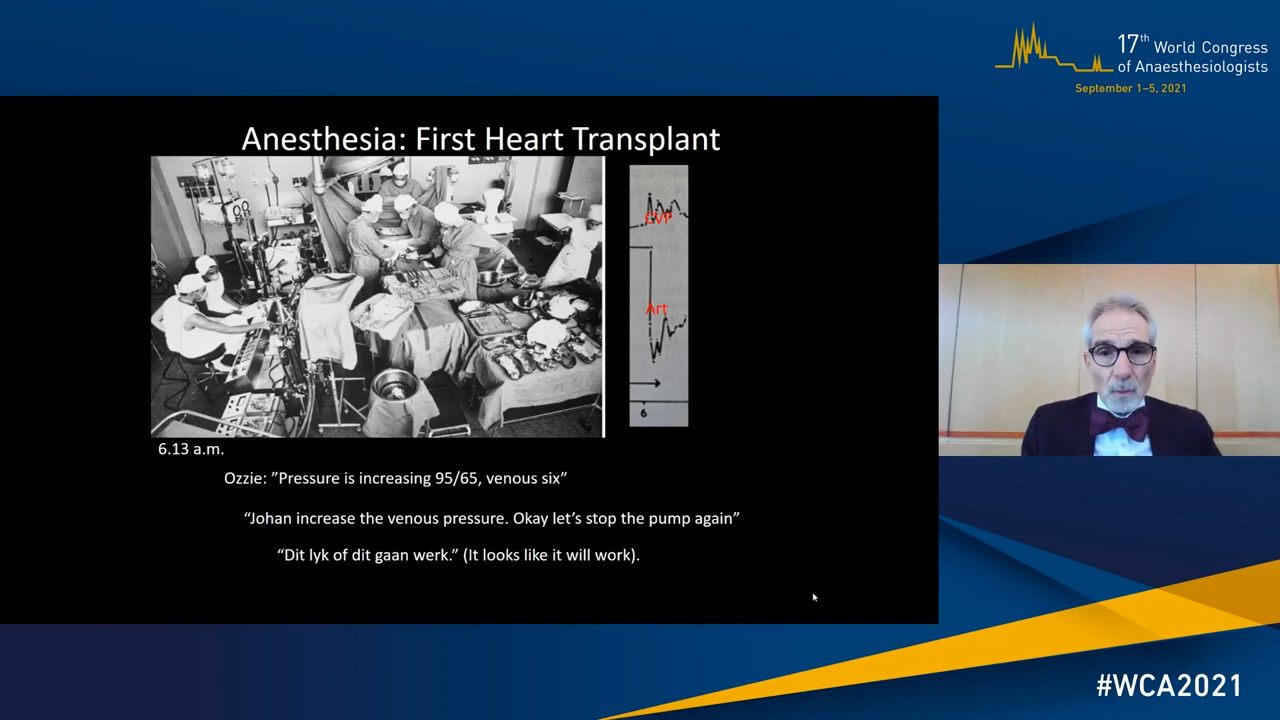 17th World Congress
of Anaesthesiologists
September 1–5, 2021
Anesthesia: First Heart Transplant
CVP
Art
6
6.13 a.m.
Ozzie: ”Pressure is increasing 95/65, venous six”
“Johan increase the venous pressure. Okay let’s stop the pump again”
“Dit lyk of dit gaan werk.” (It looks like it will work).
#WCA2021